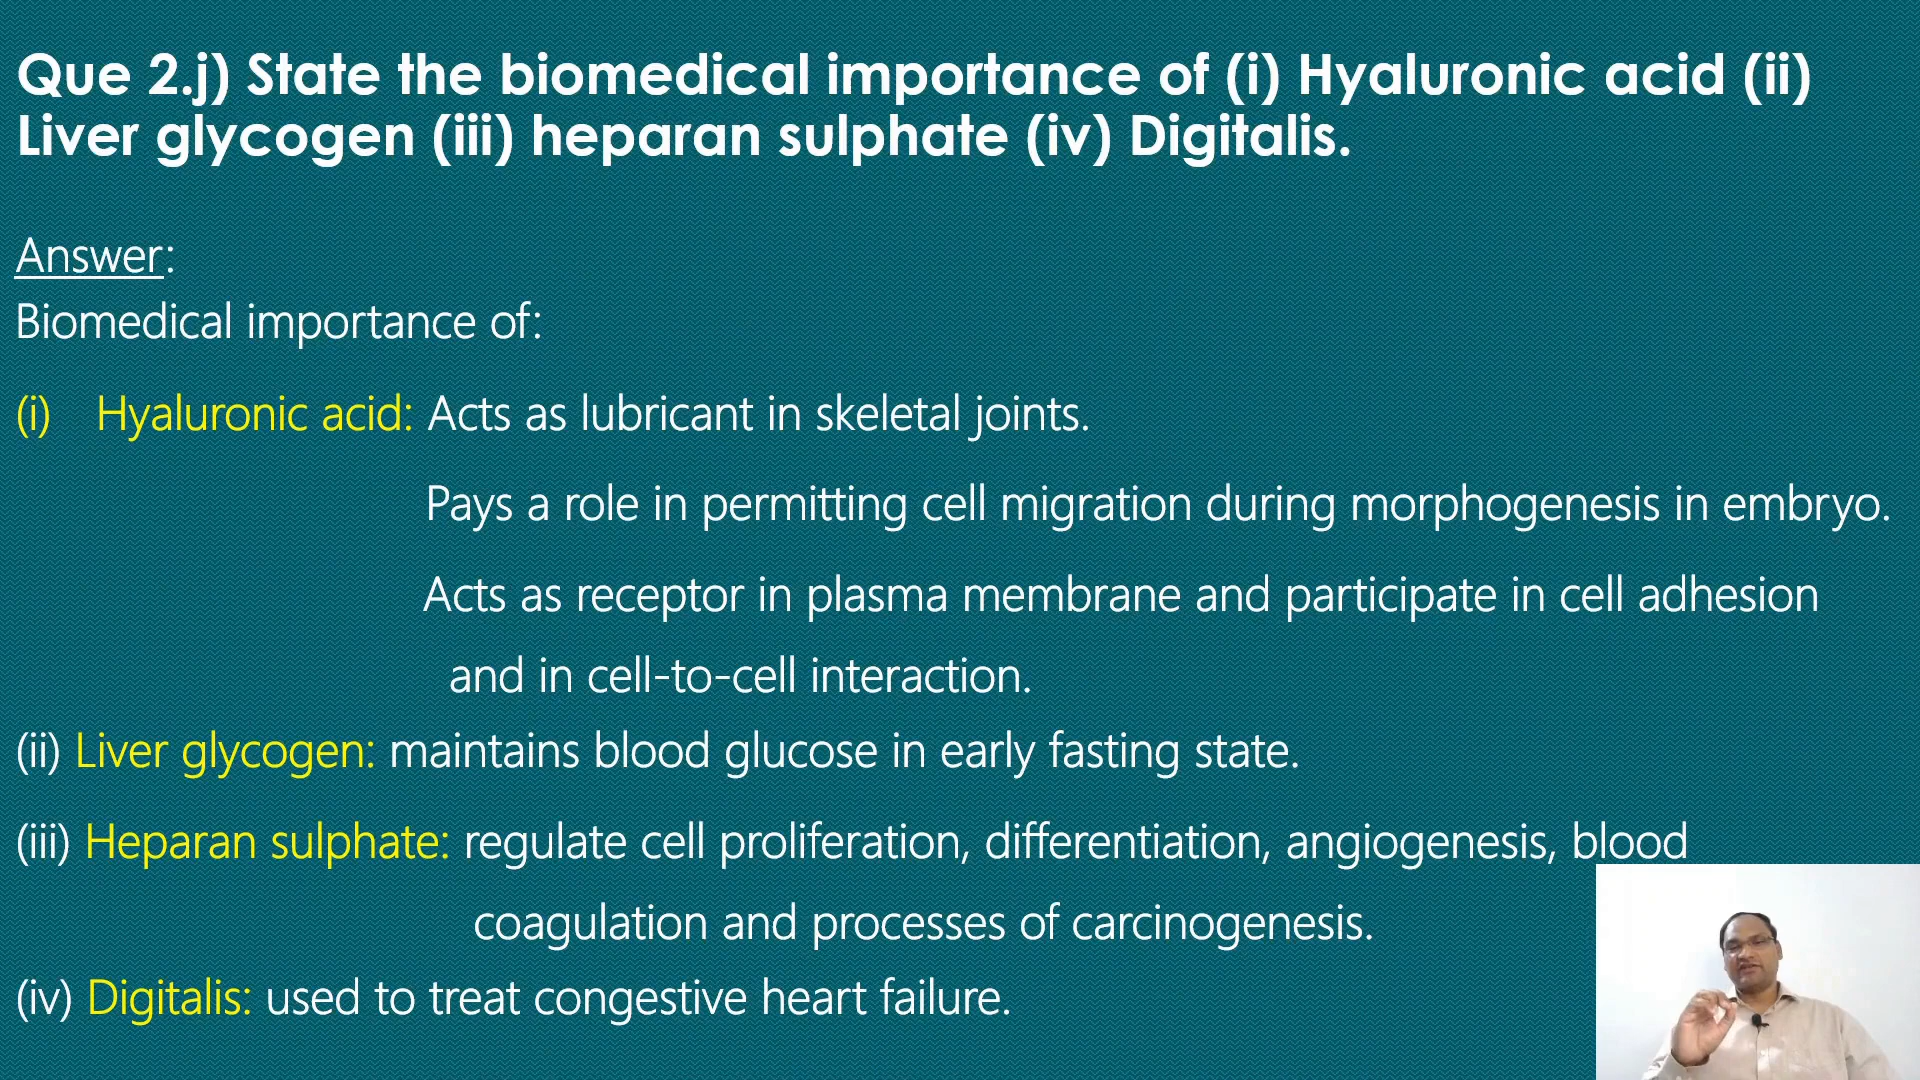 Que 2.j) State the biomedical importance of (i) Hyaluronic acid (ii)
Liver glycogen (iii) heparan sulphate (iv) Digitalis.
Answer:
Biomedical importance of:
(i) Hyaluronic acid: Acts as lubricant in skeletal joints.
Pays a role in permitting cell migration during morphogenesis in embryo.
Acts as receptor in plasma membrane and participate in cell adhesion
and in cell-to-cell interaction.
(ii) Liver glycogen: maintains blood glucose in early fasting state.
(iii) Heparan sulphate: regulate cell proliferation, differentiation, angiogenesis, blood
coagulation and processes of carcinogenesis.
(iv) Digitalis: used to treat congestive heart failure.